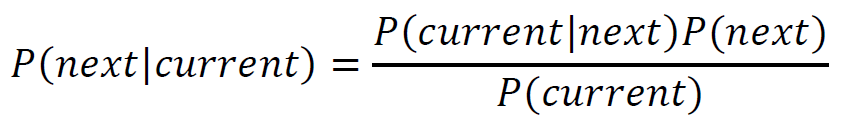 P(next|current) = P(current|next)P(next) / P(current)